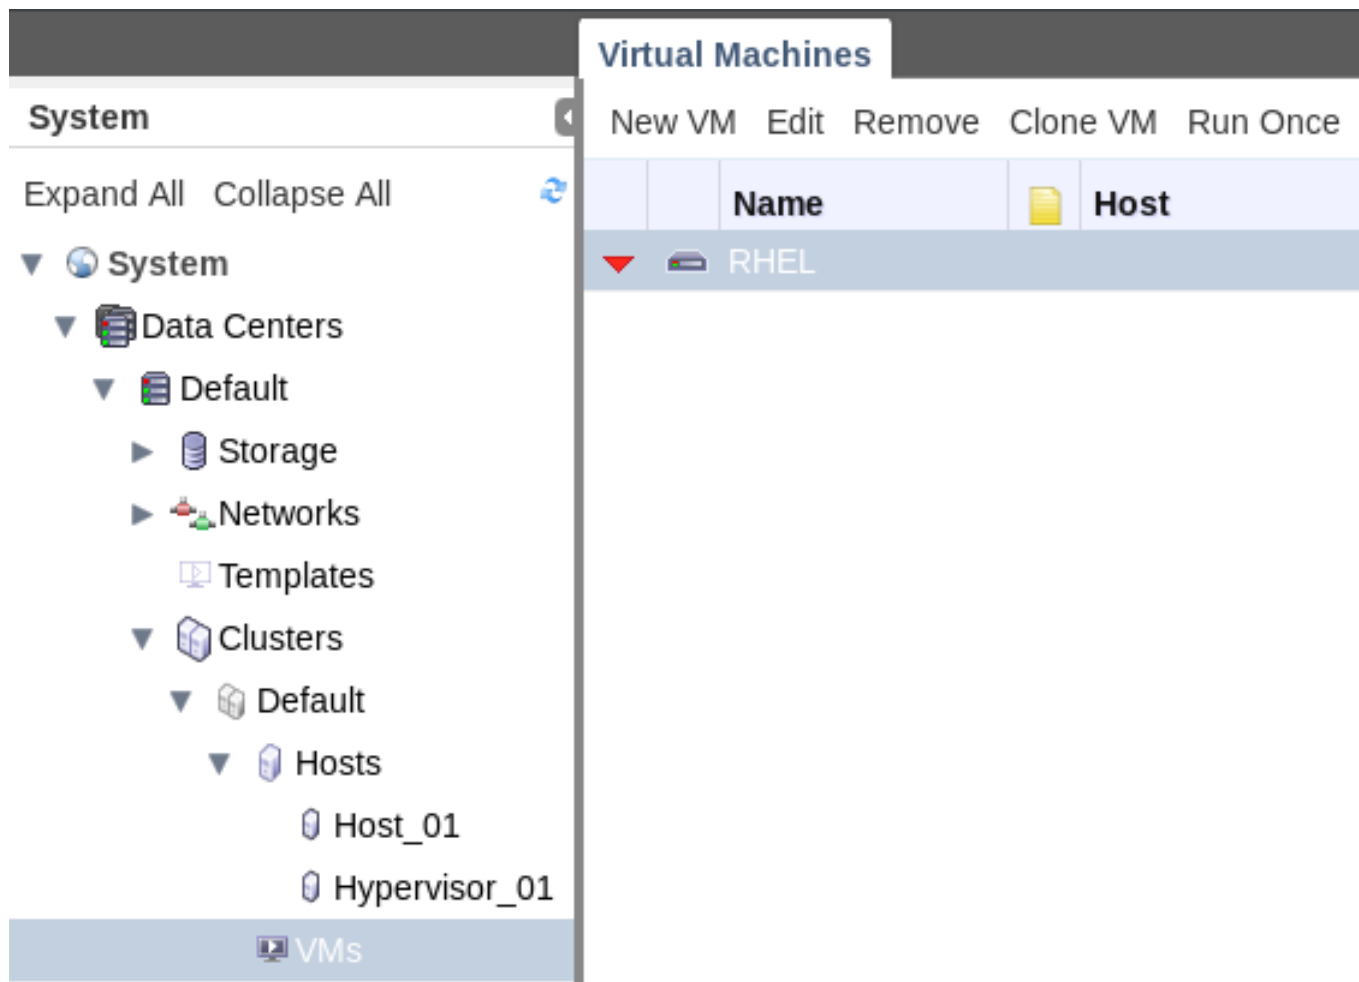 Virtual Machines
System
New VM Edit Remove Clone VM Run Once
Expand All Collapse All
Name Host
System
RHEL
Data Centers
Default
Storage
Networks
Templates
Clusters
Default
Hosts
Host_01
Hypervisor_01
VMs